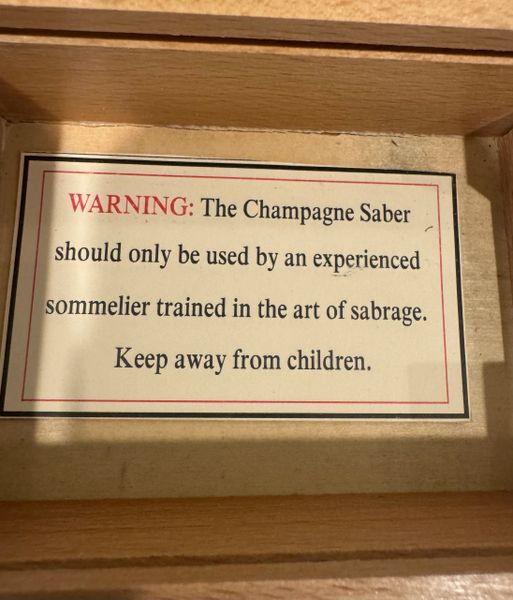 WARNING: The Champagne Saber
should only be used by an experienced
sommelier trained in the art of sabrage.
Keep away from children.